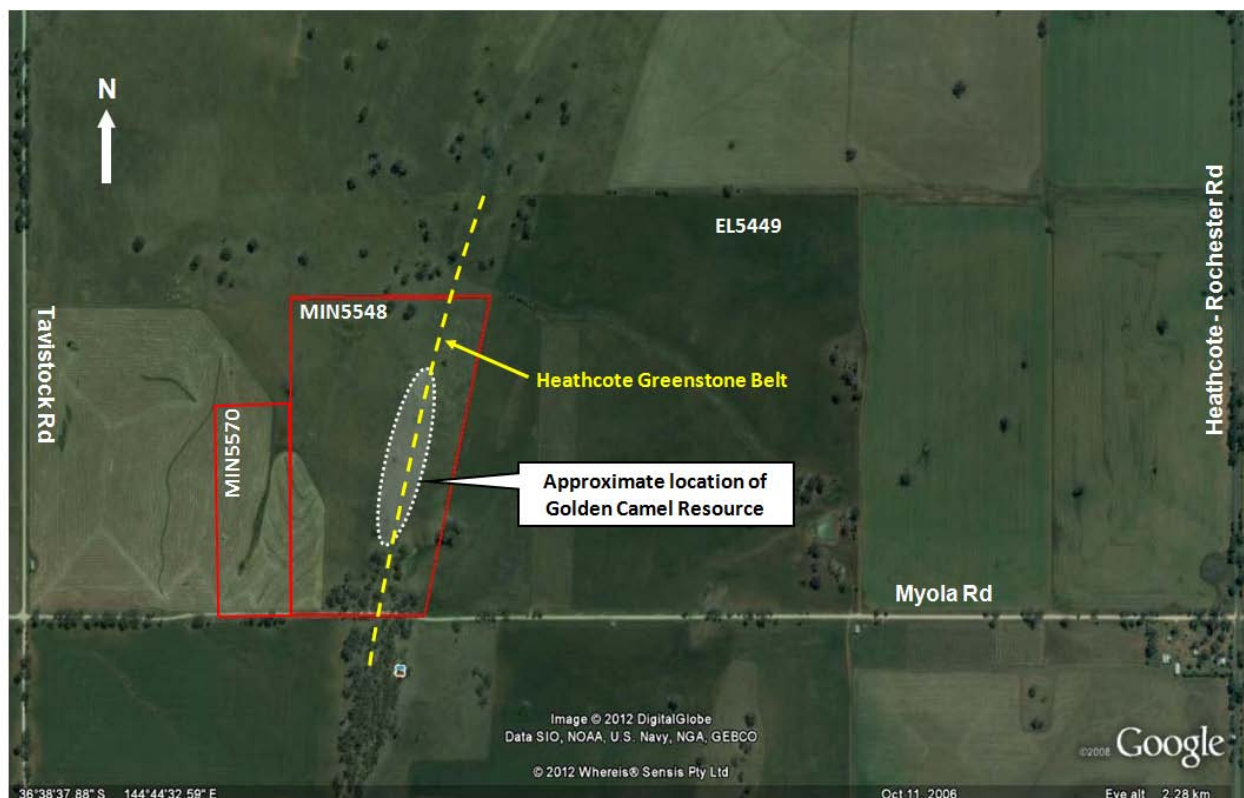 N
EL5449
MIN5548
Tavistock Rd
Heathcote - Rochester Rd
Heathcote Greenstone Belt
MIN5570
Approximate location of
Golden Camel Resource
Myola Rd
Image © 2012 DigitalGlobe
Data SIO, NOAA, U.S. Navy, NGA, GEBCO
© 2012 Whereis® Sensis Pty Ltd
©2008 Google
36°38'37.88" S 144°44'32.59" E Oct 11, 2006 Eye alt 2.28 km